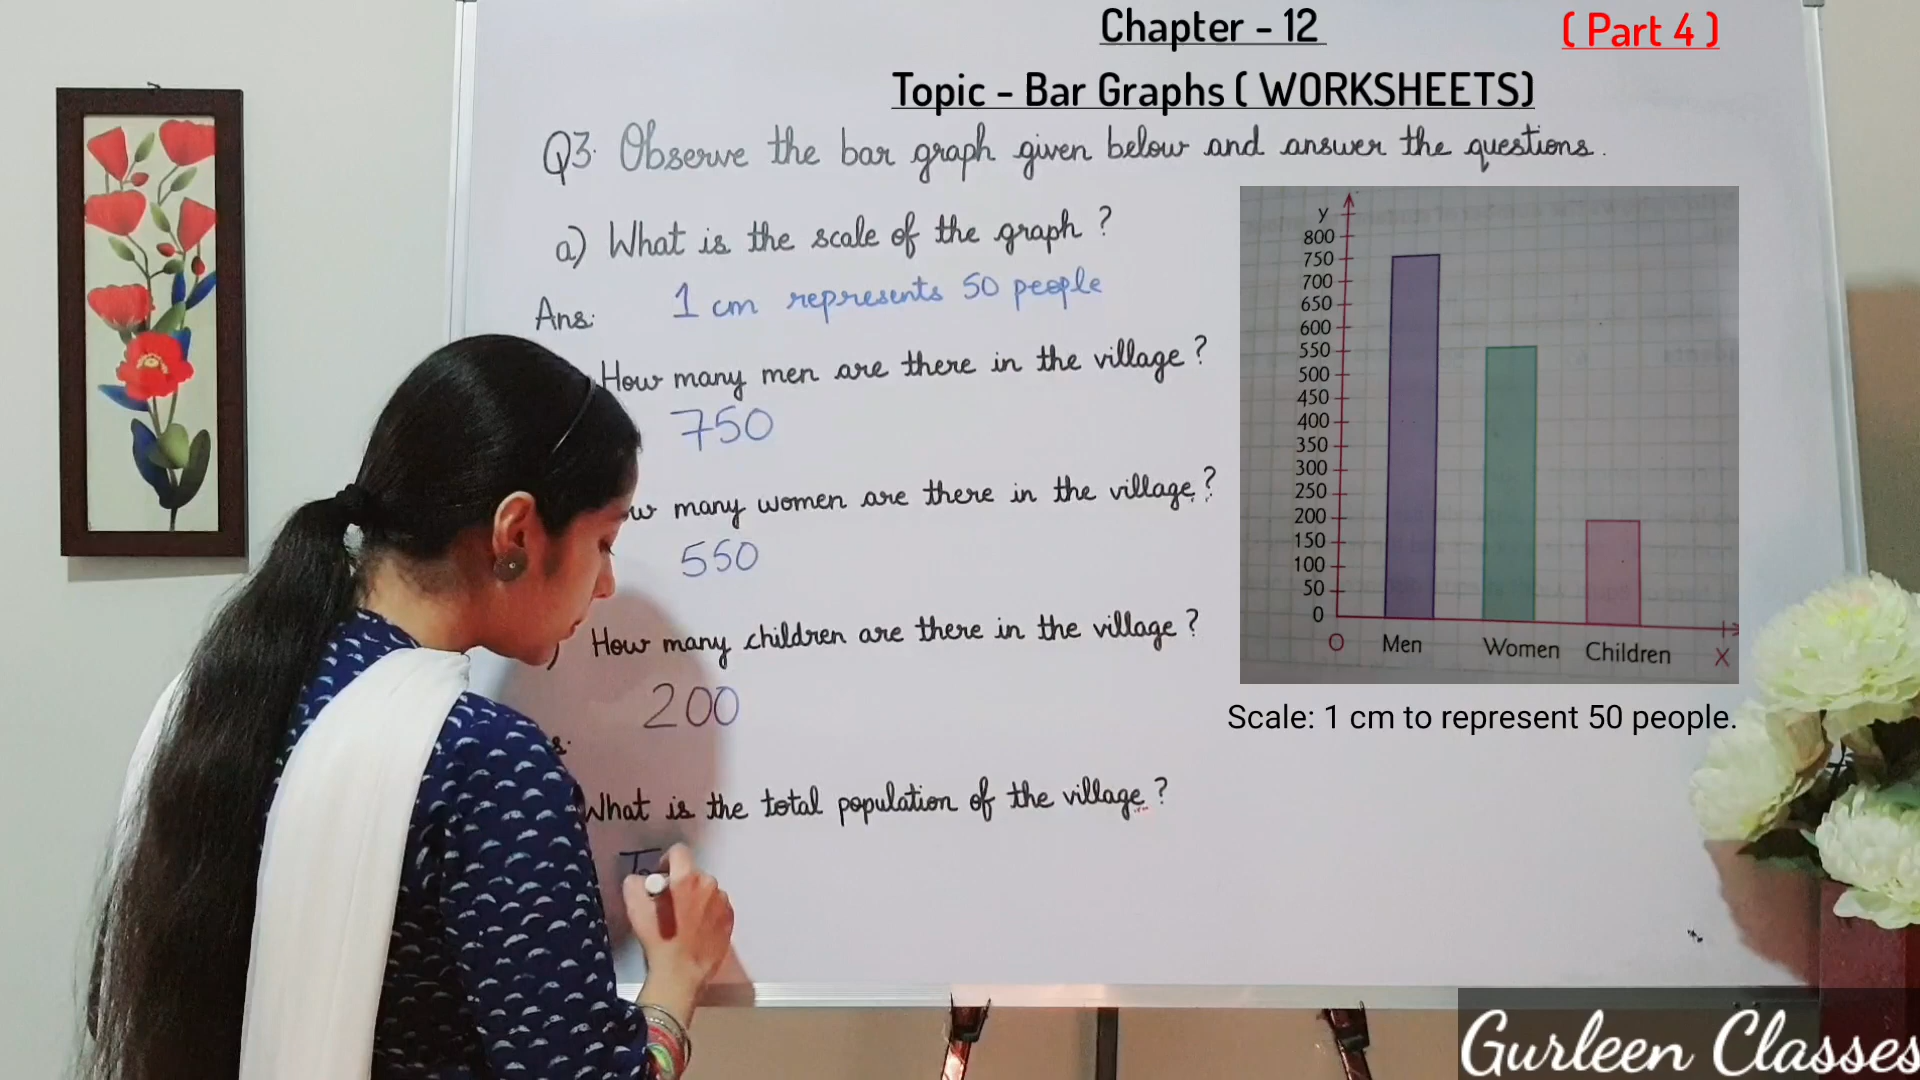 Chapter - 12
( Part 4 )
Topic - Bar Graphs ( WORKSHEETS)
Q3. Observe the bar graph given below and answer the questions.
a) What is the scale of the graph ?
Ans: 1 cm represents 50 people
How many men are there in the village ?
750
many women are there in the village ?
550
How many children are there in the village ?
200
What is the total population of the village ?
y
800
750
700
650
600
550
500
450
400
350
300
250
200
150
100
50
0
O Men Women Children X
Scale: 1 cm to represent 50 people.
Gurleen Classes